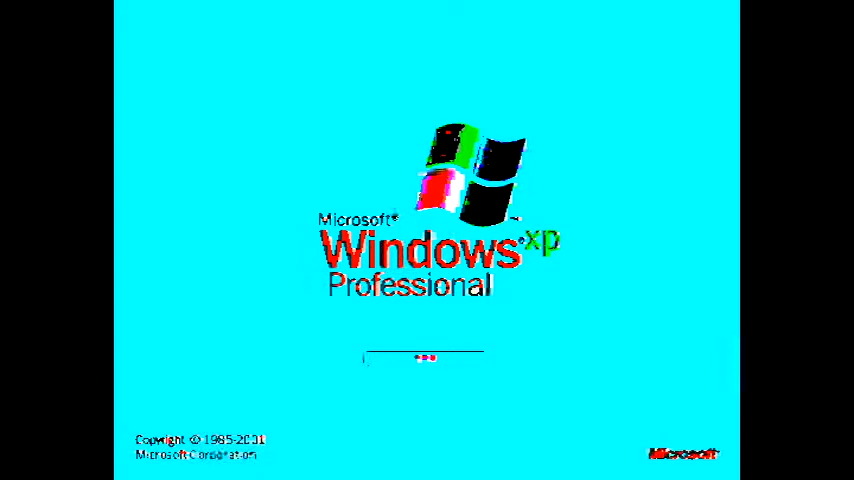 Microsoft®
Windows® xp
Professional
Copyright © 1985-2001
Microsoft Corporation
Microsoft